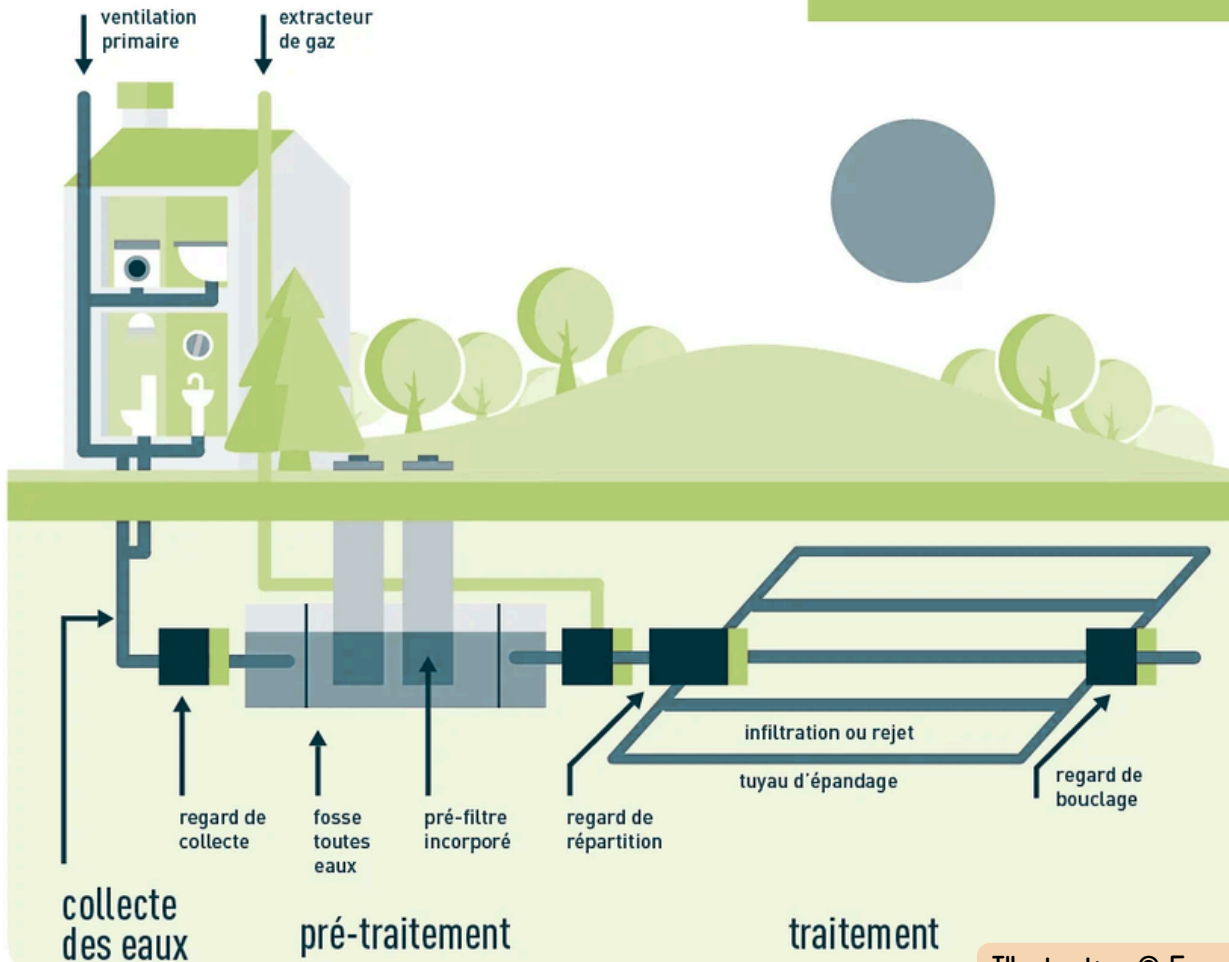 ventilation
primaire
extracteur
de gaz
infiltration ou rejet
tuyau d'épandage
regard de
bouclage
regard de
collecte
fosse
toutes
eaux
pré-filtre
incorporé
regard de
répartition
collecte
des eaux
pré-traitement
traitement